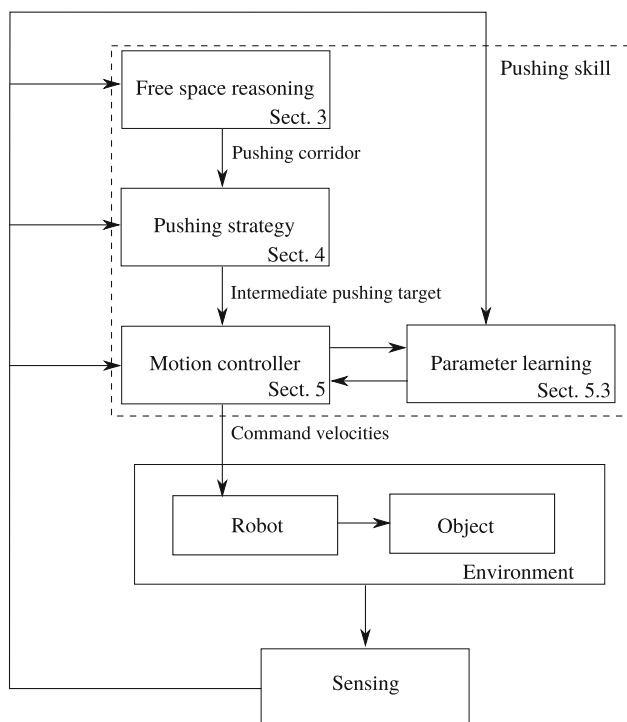 Pushing skill
Free space reasoning
Sect. 3
Pushing corridor
Pushing strategy
Sect. 4
Intermediate pushing target
Motion controller
Sect. 5
Parameter learning
Sect. 5.3
Command velocities
Robot
Object
Environment
Sensing